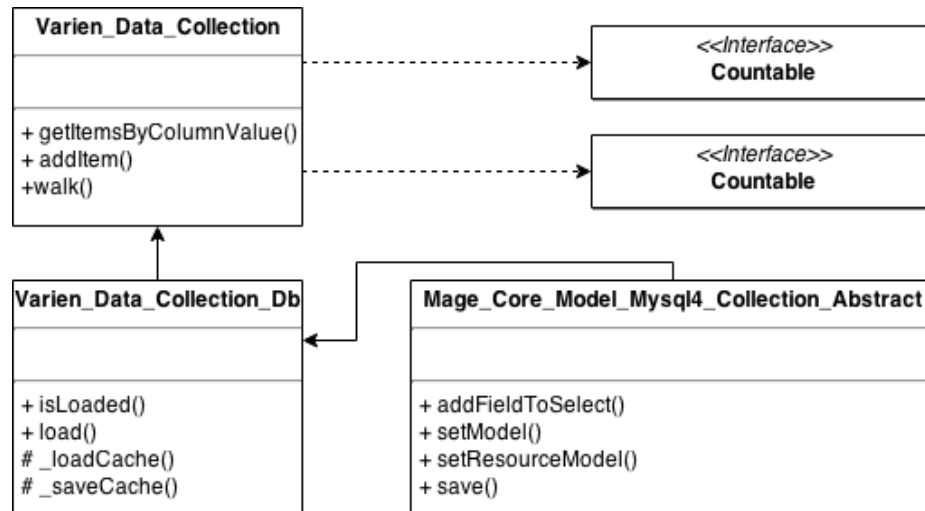 Varien_Data_Collection
+ getItemsByColumnValue()
+ addItem()
+walk()
<<Interface>>
Countable
<<Interface>>
Countable
Varien_Data_Collection_Db
+ isLoaded()
+ load()
# _loadCache()
# _saveCache()
Mage_Core_Model_Mysql4_Collection_Abstract
+ addFieldToSelect()
+ setModel()
+ setResourceModel()
+ save()